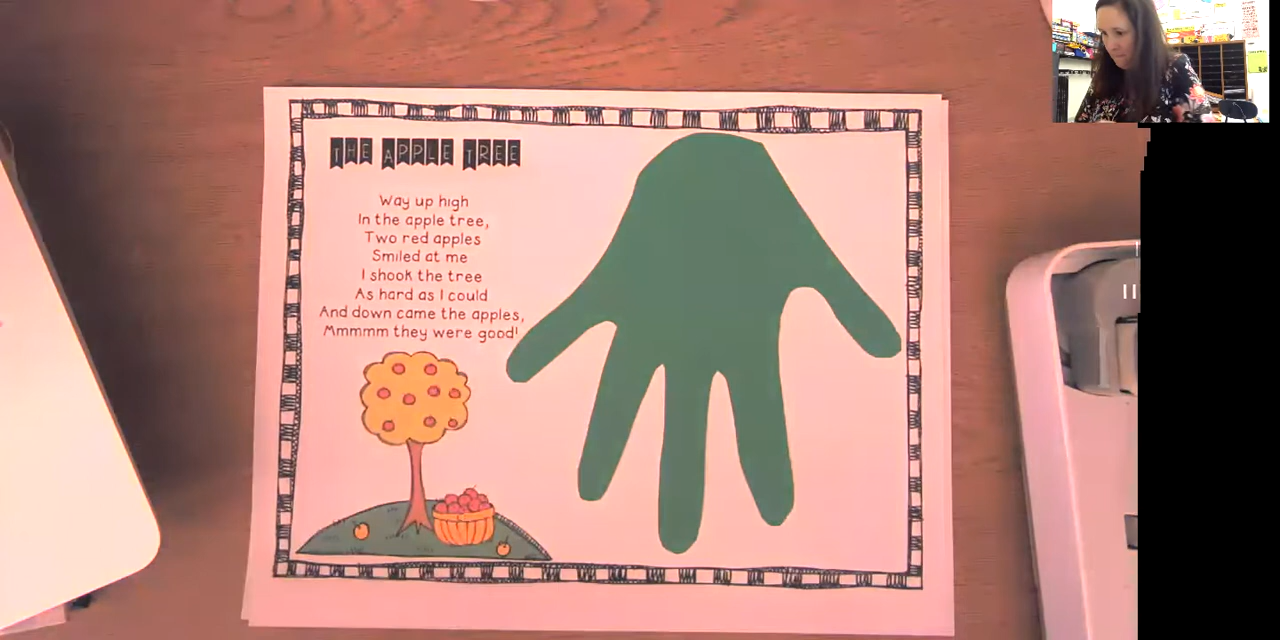 THE APPLE TREE
Way up high
In the apple tree,
Two red apples
Smiled at me
I shook the tree
As hard as I could
And down came the apples,
Mmmmm they were good!